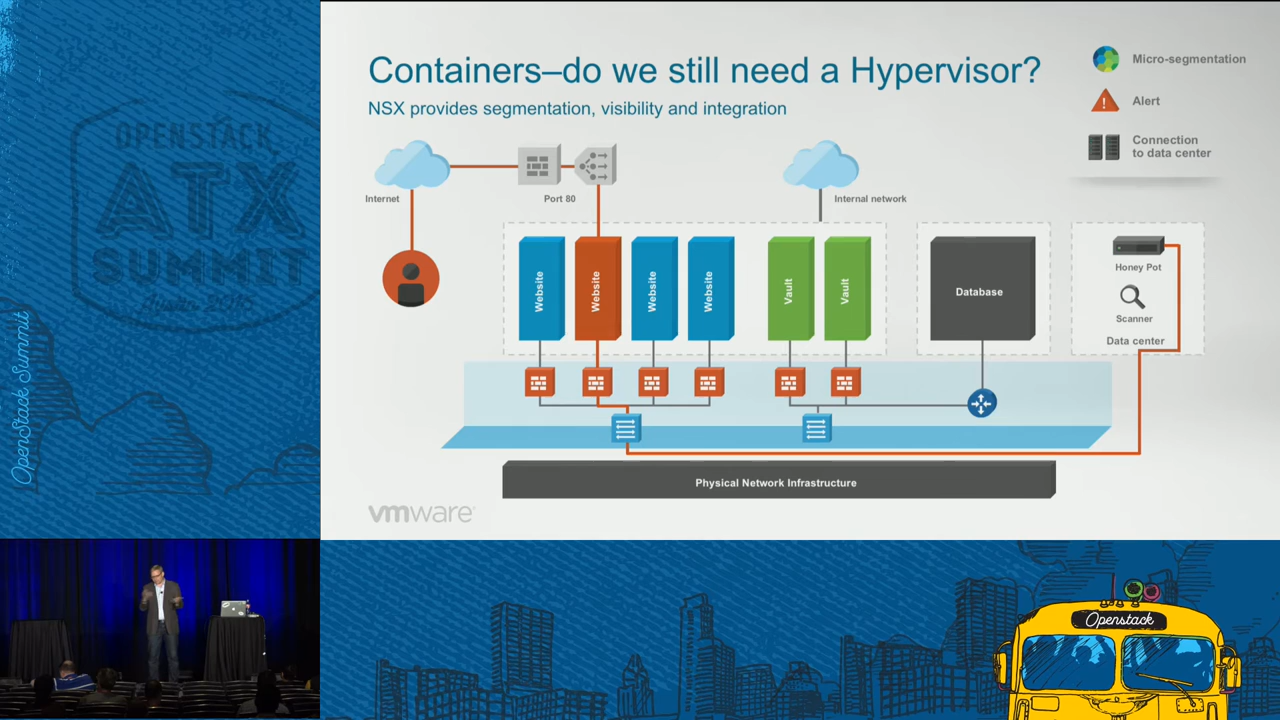 OPENSTACK
ATX
SUMMIT
Austin 2016
OpenStack Summit
Containers–do we still need a Hypervisor?
NSX provides segmentation, visibility and integration
Micro-segmentation
Alert
Connection
to data center
Internet
Port 80
Internal network
Website
Website
Website
Website
Vault
Vault
Database
Honey Pot
Scanner
Data center
Physical Network Infrastructure
vmware
Openstack